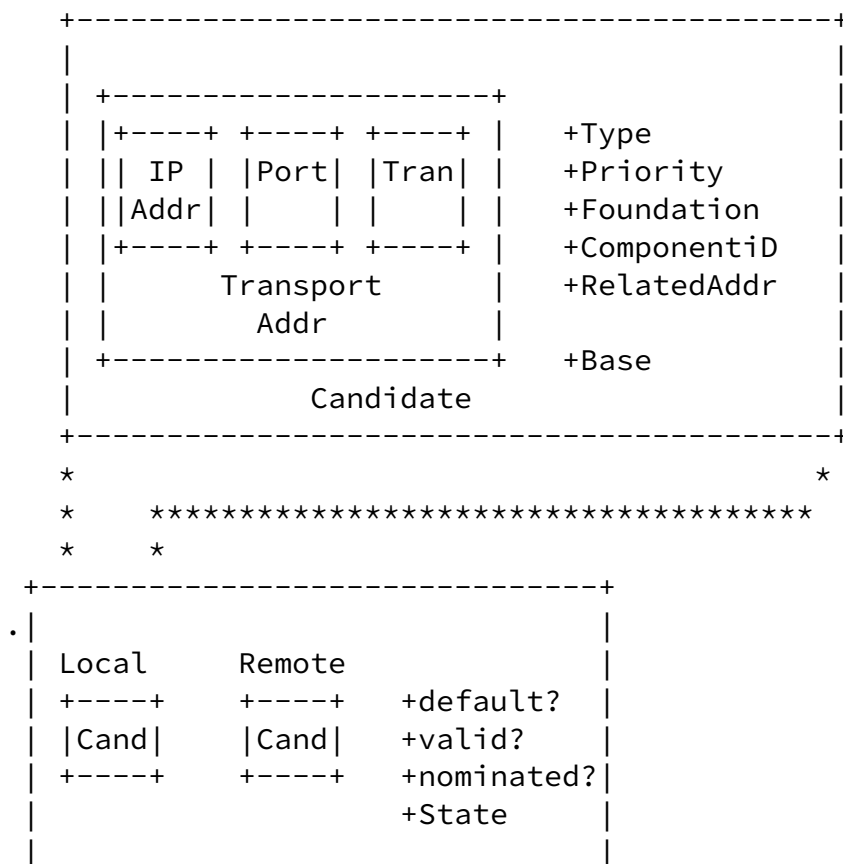 +------------------------------------------+
|                                          |
| +---------------------+                  |
| |+----+ +----+ +----+ |   +Type          |
| || IP | |Port| |Tran| |   +Priority      |
| ||Addr| |    | |    | |   +Foundation    |
| |+----+ +----+ +----+ |   +ComponentiD   |
| |      Transport      |   +RelatedAddr   |
| |        Addr         |                  |
| +---------------------+   +Base          |
|             Candidate                    |
+------------------------------------------+
*                                         *
*    *************************************
*    *
+-------------------------------+
.|                               |
| Local     Remote              |
| +----+    +----+   +default?  |
| |Cand|    |Cand|   +valid?    |
| +----+    +----+   +nominated?|
|                    +State     |
|                               |